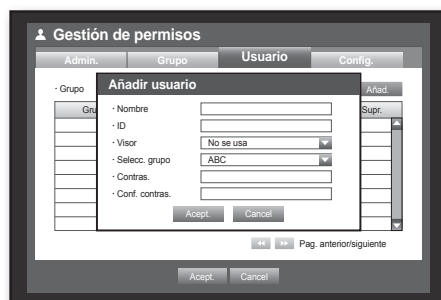 Gestión de permisos
Admin. Grupo Usuario Config.
· Grupo Añad.
Gru Supr.
Añadir usuario
· Nombre
· ID
· Visor No se usa
· Selecc. grupo ABC
· Contras.
· Conf. contras.
Acept. Cancel
Pag. anterior/siguiente
Acept. Cancel